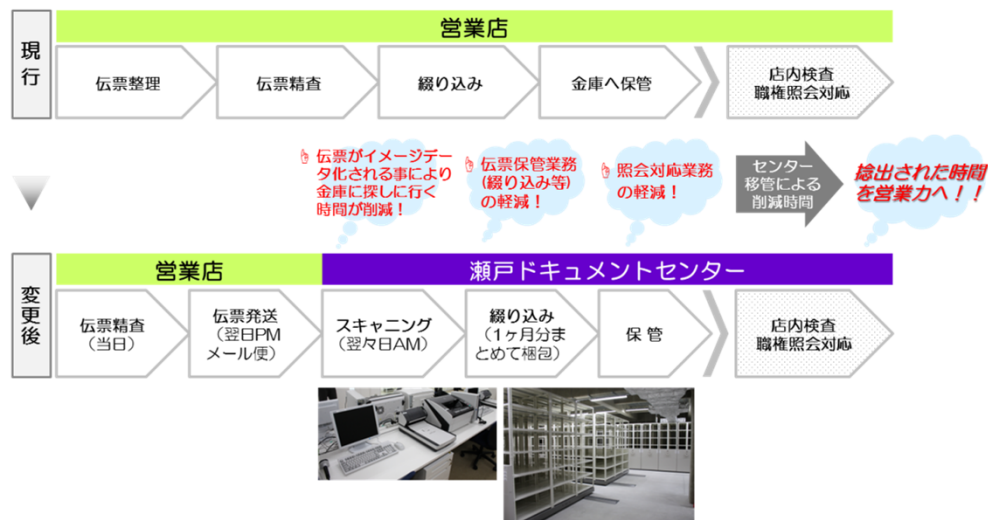 現行
営業店
伝票整理
伝票精査
綴り込み
金庫へ保管
店内検査
職権照会対応
伝票がイメージデー
タ化される事により
金庫に探しに行く
時間が削減！
伝票保管業務
(綴り込み等)
の軽減！
照会対応業務
の軽減！
センター
移管による
削減時間
捻出された時間
を営業力へ！！
変更後
営業店
瀬戸ドキュメントセンター
伝票精査
（当日）
伝票発送
（翌日PM
メール便）
スキャニング
（翌々日AM）
綴り込み
（1ヶ月分ま
とめて梱包）
保 管
店内検査
職権照会対応